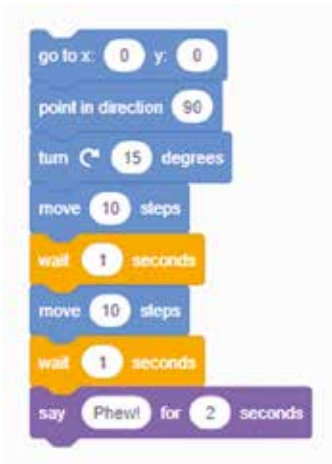 go to x: 0 y: 0
point in direction 90
turn 15 degrees
move 10 steps
wait 1 seconds
move 10 steps
wait 1 seconds
say Phew! for 2 seconds